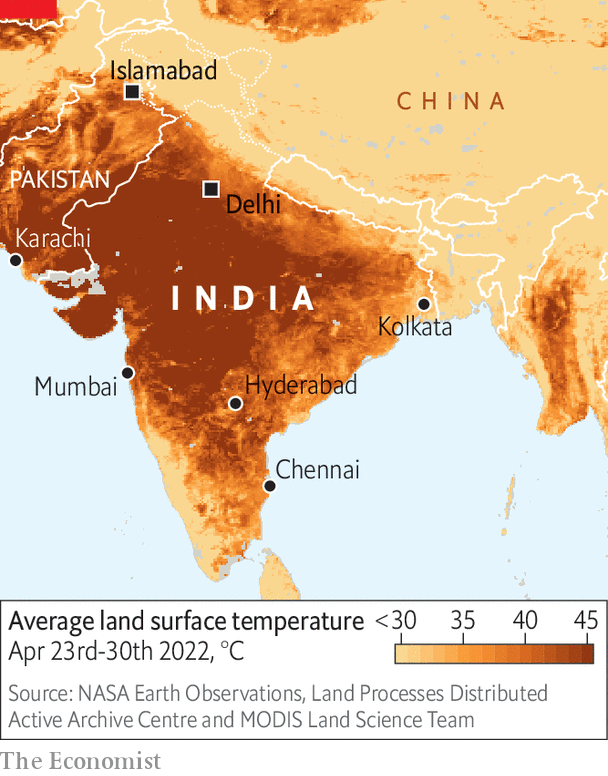 Islamabad
CHINA
PAKISTAN
Delhi
Karachi
INDIA
Kolkata
Mumbai
Hyderabad
Chennai
Average land surface temperature <30 35 40 45
Apr 23rd-30th 2022, °C
Source: NASA Earth Observations, Land Processes Distributed
Active Archive Centre and MODIS Land Science Team
The Economist